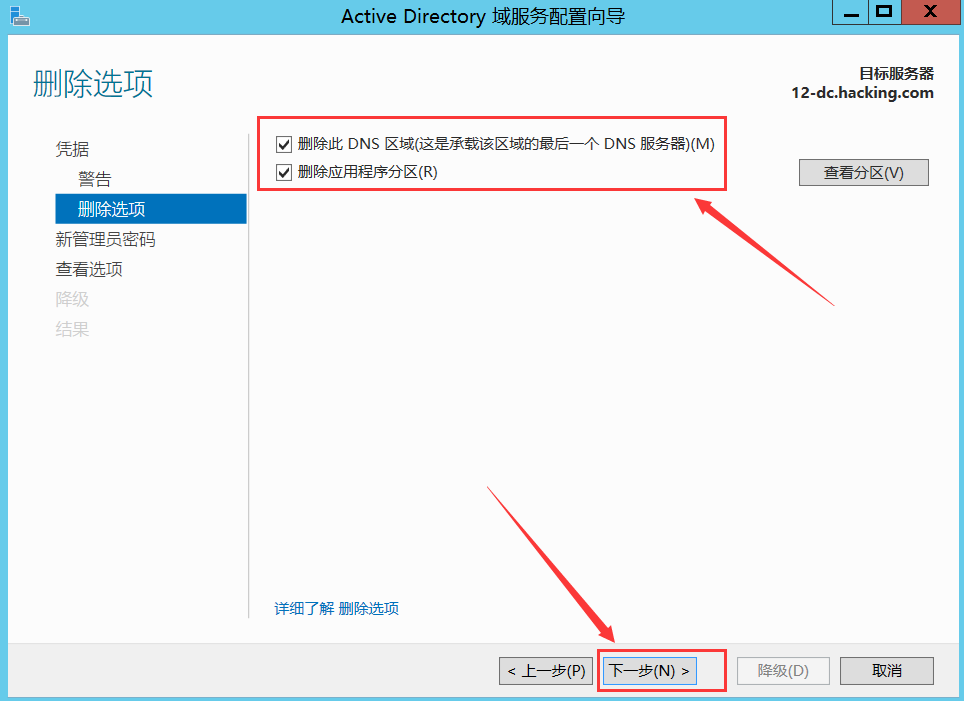 Active Directory 域服务配置向导
删除选项
目标服务器
12-dc.hacking.com
凭据
警告
删除选项
新管理员密码
查看选项
降级
结果
删除此 DNS 区域(这是承载该区域的最后一个 DNS 服务器)(M)
删除应用程序分区(R)
查看分区(V)
详细了解 删除选项
< 上一步(P)
下一步(N) >
降级(D)
取消